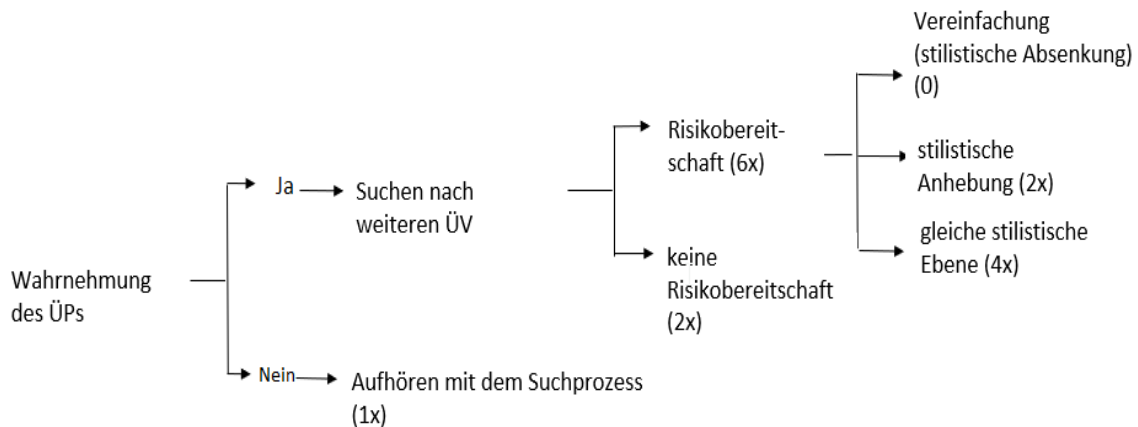 Wahrnehmung
des ÜPs
Ja
Suchen nach
weiteren ÜV
Risikobereit-
schaft (6x)
Vereinfachung
(stilistische Absenkung)
(0)
stilistische
Anhebung (2x)
gleiche stilistische
Ebene (4x)
keine
Risikobereitschaft
(2x)
Nein
Aufhören mit dem Suchprozess
(1x)